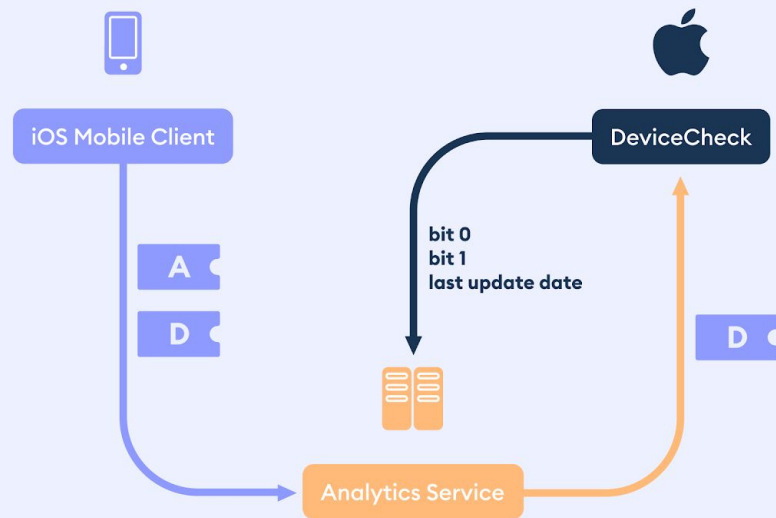 iOS Mobile Client
DeviceCheck
bit 0
bit 1
last update date
A
D
D
Analytics Service